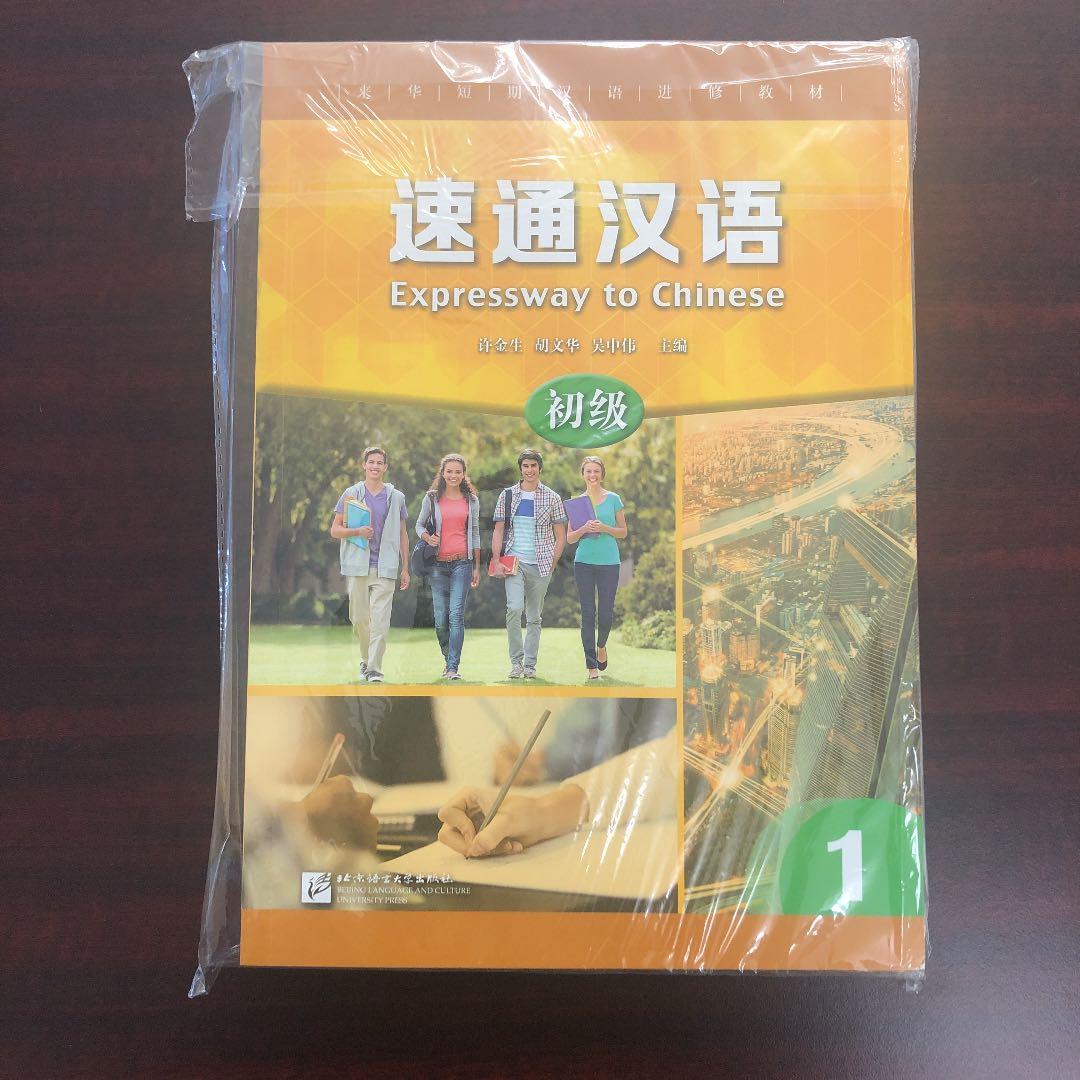 来 | 华 | 短 | 期 | 汉 | 语 | 进 | 修 | 教 | 材
速通汉语
Expressway to Chinese
许金生 胡文华 吴中伟 主编
初级
1
北京语言大学出版社
BEIJING LANGUAGE AND CULTURE
UNIVERSITY PRESS